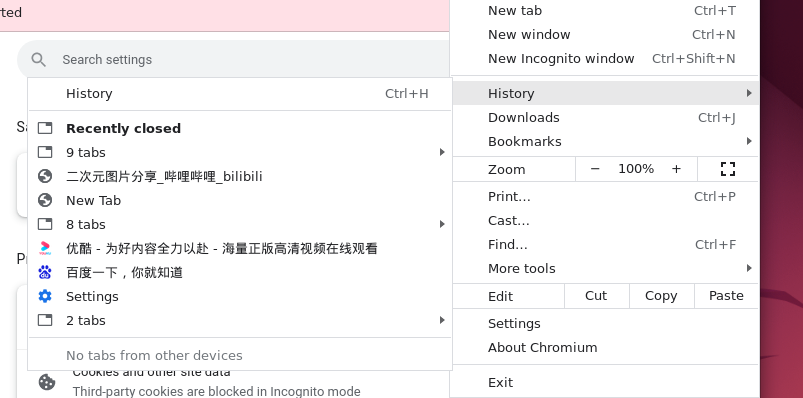 rted
Search settings
History Ctrl+H
Recently closed
9 tabs
二次元图片分享_哔哩哔哩_bilibili
New Tab
8 tabs
优酷 - 为好内容全力以赴 - 海量正版高清视频在线观看
百度一下，你就知道
Settings
2 tabs
No tabs from other devices
Cookies and other site data
Third-party cookies are blocked in Incognito mode
New tab Ctrl+T
New window Ctrl+N
New Incognito window Ctrl+Shift+N
History
Downloads Ctrl+J
Bookmarks
Zoom − 100% +
Print... Ctrl+P
Cast...
Find... Ctrl+F
More tools
Edit Cut Copy Paste
Settings
About Chromium
Exit